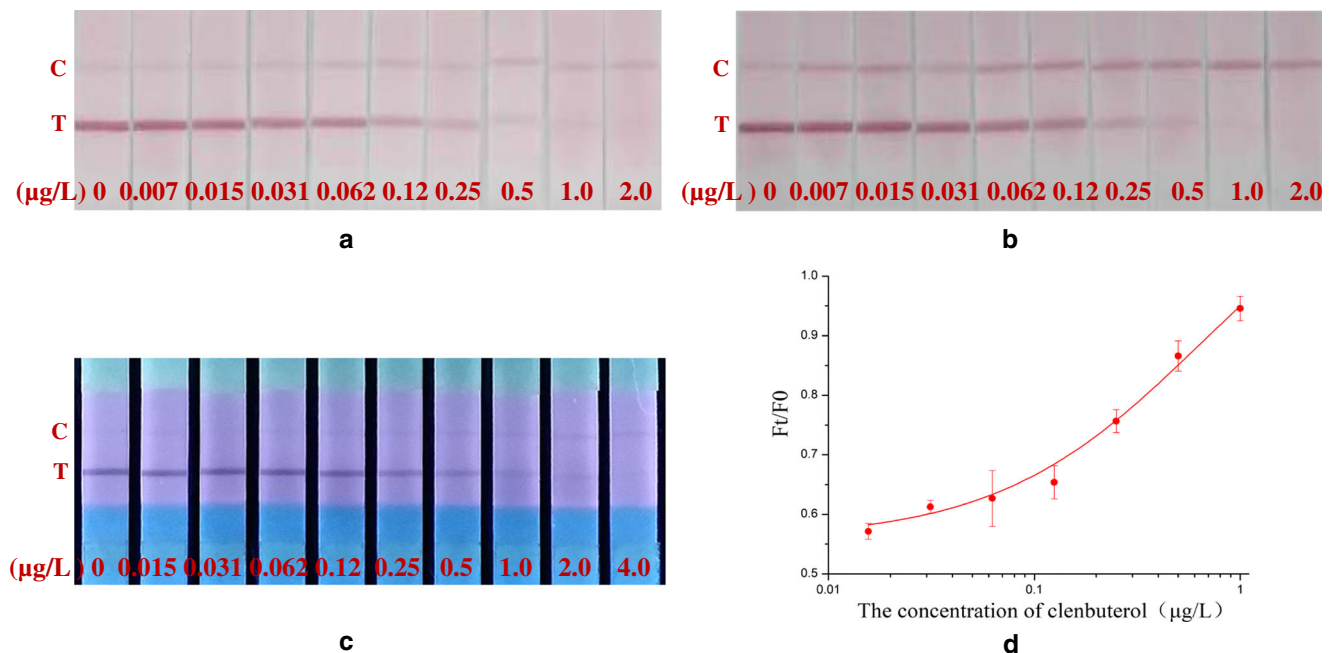 C
T
(µg/L) 0 0.007 0.015 0.031 0.062 0.12 0.25 0.5 1.0 2.0
a
C
T
(µg/L ) 0 0.007 0.015 0.031 0.062 0.12 0.25 0.5 1.0 2.0
b
C
T
(µg/L ) 0 0.015 0.031 0.062 0.12 0.25 0.5 1.0 2.0 4.0
c
1.0
0.9
0.8
0.7
0.6
0.5
Ft/F0
0.01 0.1 1
The concentration of clenbuterol（µg/L）
d